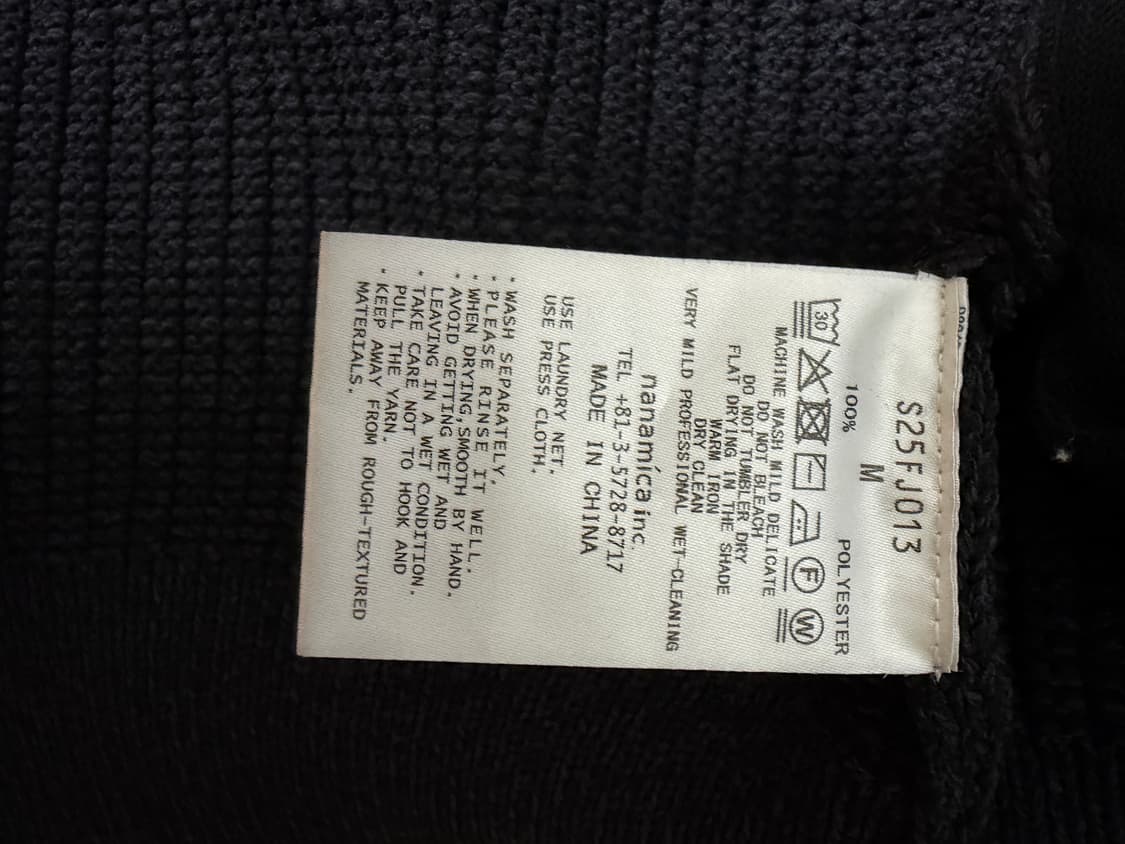 S25FJ013
M
100% POLYESTER
30 F W
MACHINE WASH MILD DELICATE
DO NOT BLEACH
DO NOT TUMBLER DRY
FLAT DRYING IN THE SHADE
WARM IRON
DRY CLEAN
VERY MILD PROFESSIONAL WET-CLEANING
nanamica inc.
TEL +81-3-5728-8717
MADE IN CHINA
USE LAUNDRY NET.
USE PRESS CLOTH.
・WASH SEPARATELY.
・PLEASE RINSE IT WELL.
・WHEN DRYING,SMOOTH BY HAND.
・AVOID GETTING WET AND
LEAVING IN A WET CONDITION.
・TAKE CARE NOT TO HOOK AND
PULL THE YARN.
・KEEP AWAY FROM ROUGH-TEXTURED
MATERIALS.